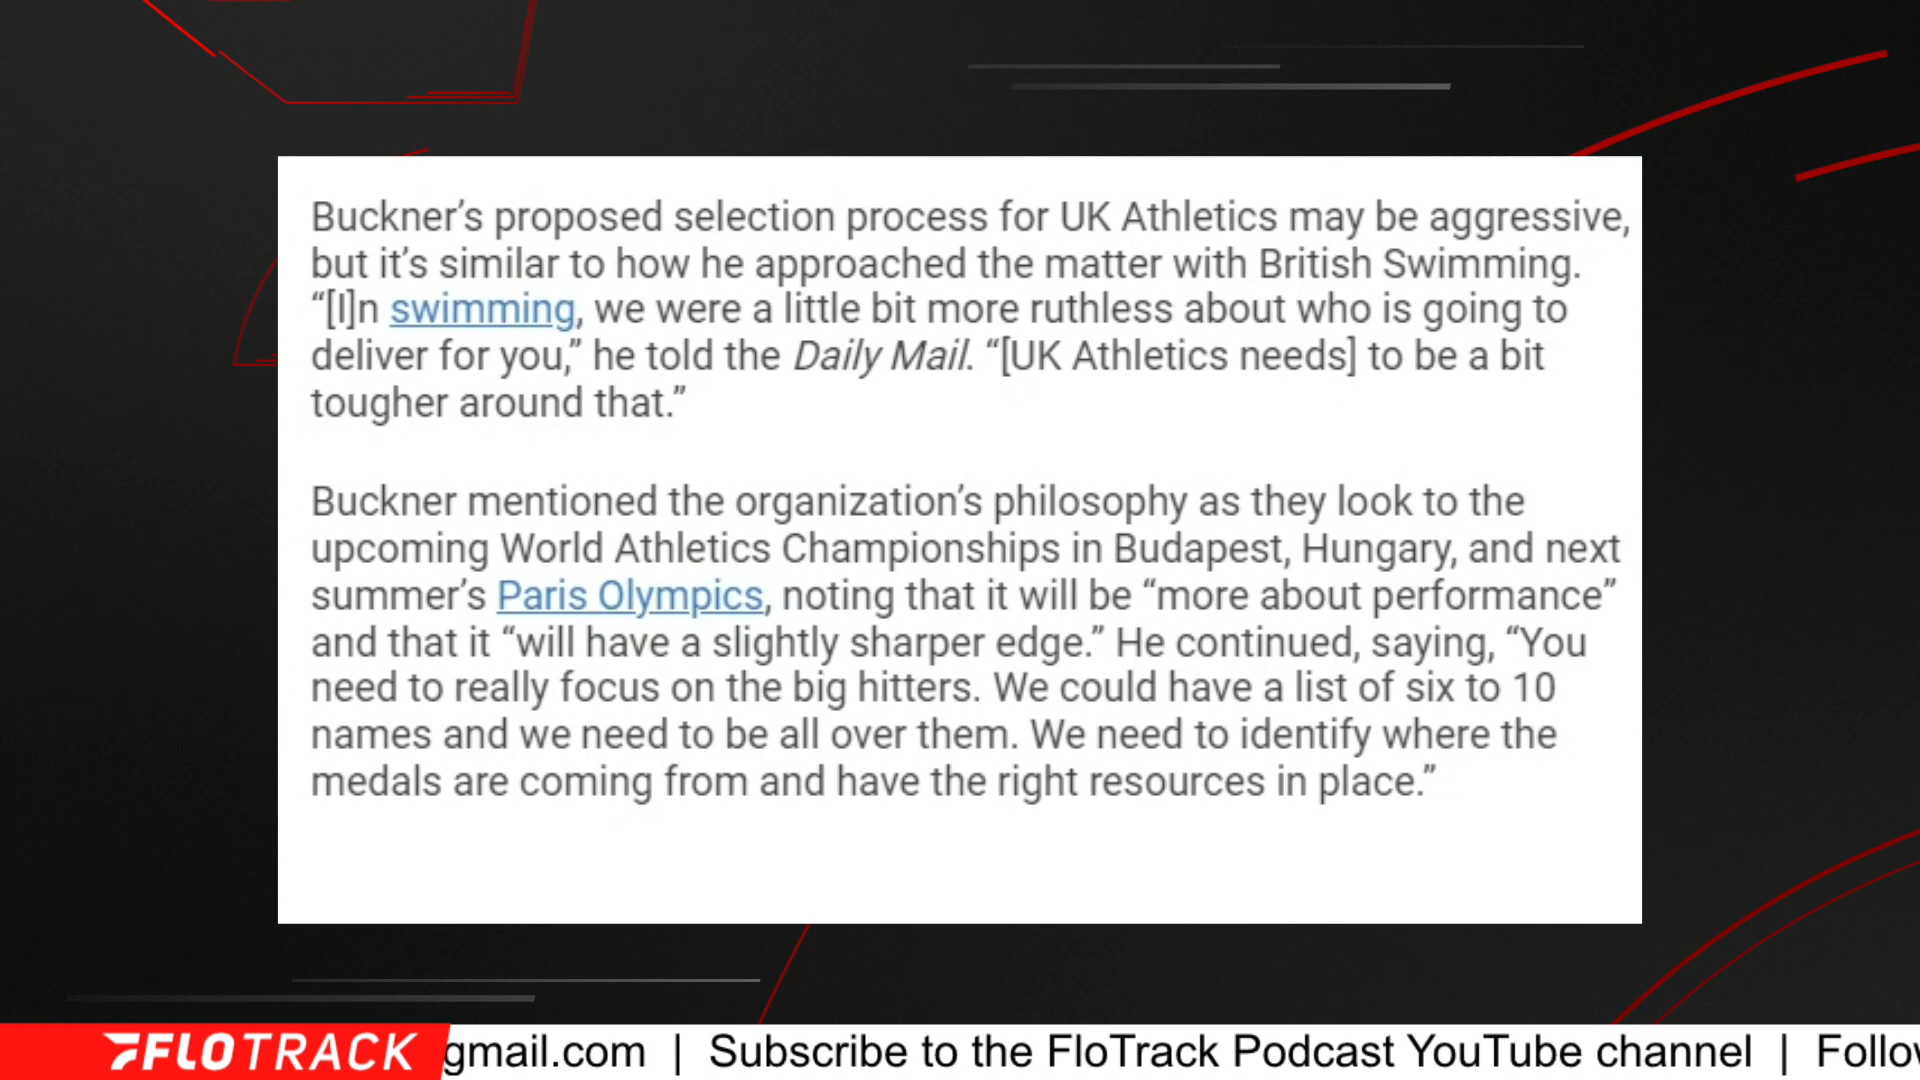 Buckner’s proposed selection process for UK Athletics may be aggressive,
but it’s similar to how he approached the matter with British Swimming.
“[I]n swimming, we were a little bit more ruthless about who is going to
deliver for you,” he told the Daily Mail. “[UK Athletics needs] to be a bit
tougher around that.”
Buckner mentioned the organization’s philosophy as they look to the
upcoming World Athletics Championships in Budapest, Hungary, and next
summer’s Paris Olympics, noting that it will be “more about performance”
and that it “will have a slightly sharper edge.” He continued, saying, “You
need to really focus on the big hitters. We could have a list of six to 10
names and we need to be all over them. We need to identify where the
medals are coming from and have the right resources in place.”
FLOTRACK gmail.com | Subscribe to the FloTrack Podcast YouTube channel | Follow